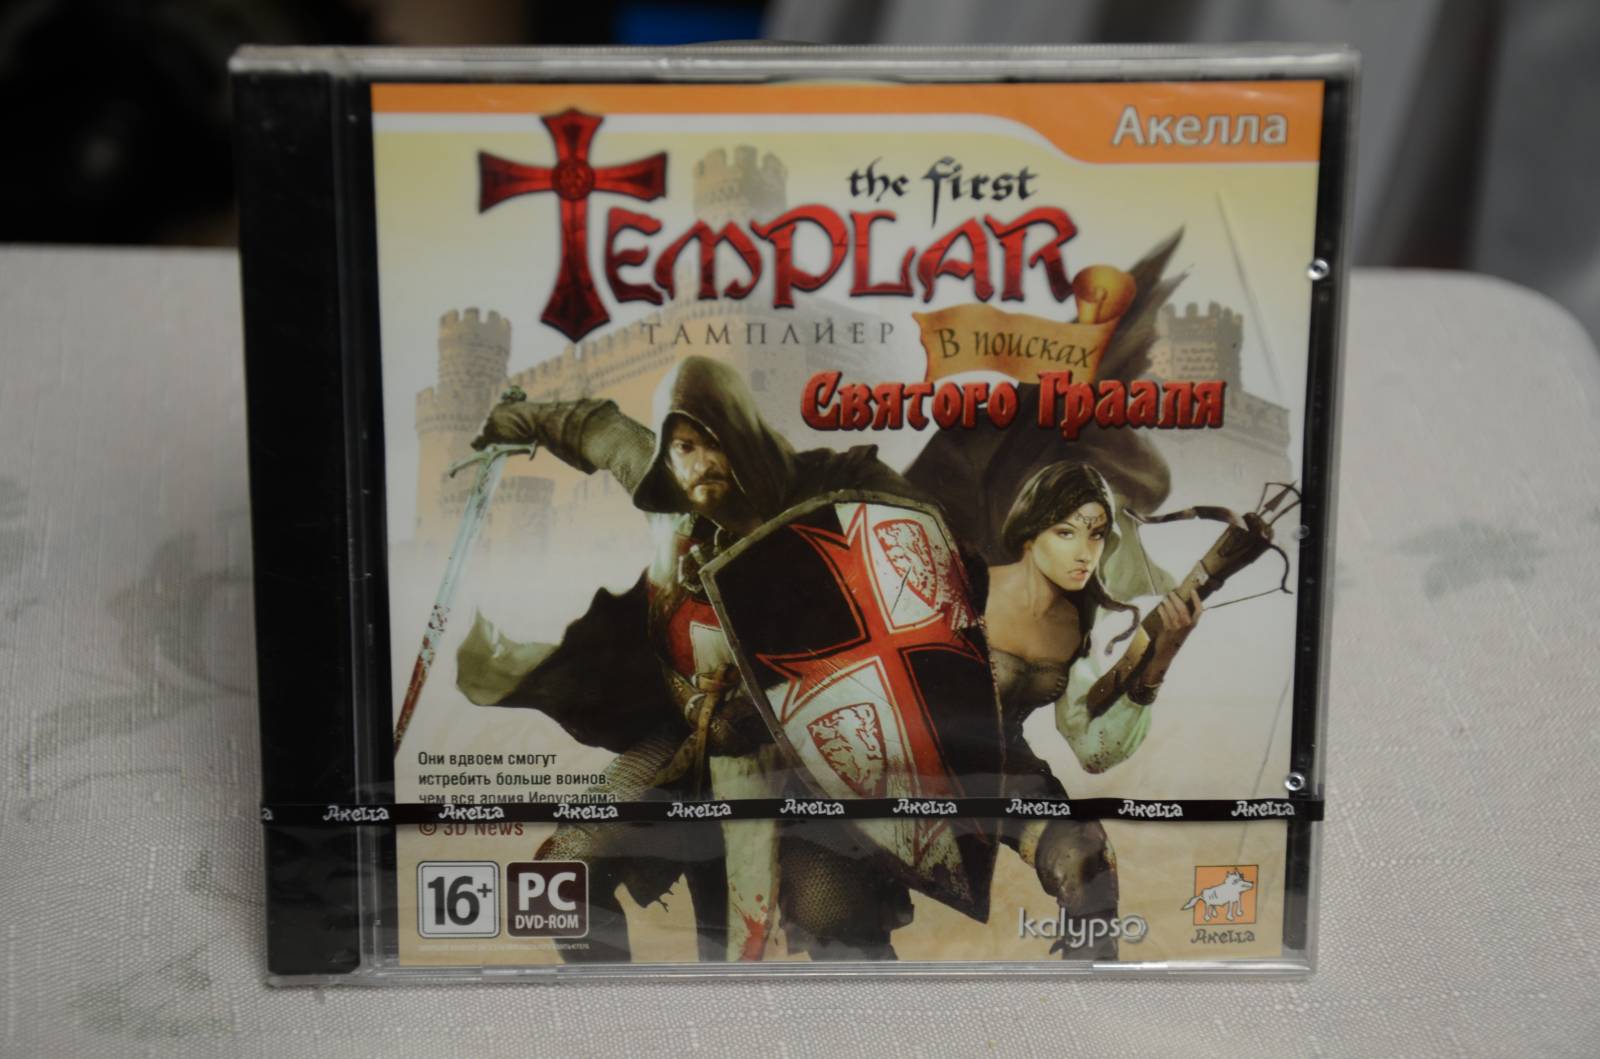 Акелла
the first
TEMPLAR
ТАМПЛИЕР
В поисках
Святого Грааля
Они вдвоем смогут
истребить больше воинов,
чем вся армия Иерусалима
AKELLA AKELLA AKELLA AKELLA AKELLA AKELLA AKELLA AKELLA
© 3D News
16+
PC
DVD-ROM
kalypso
AKELLA